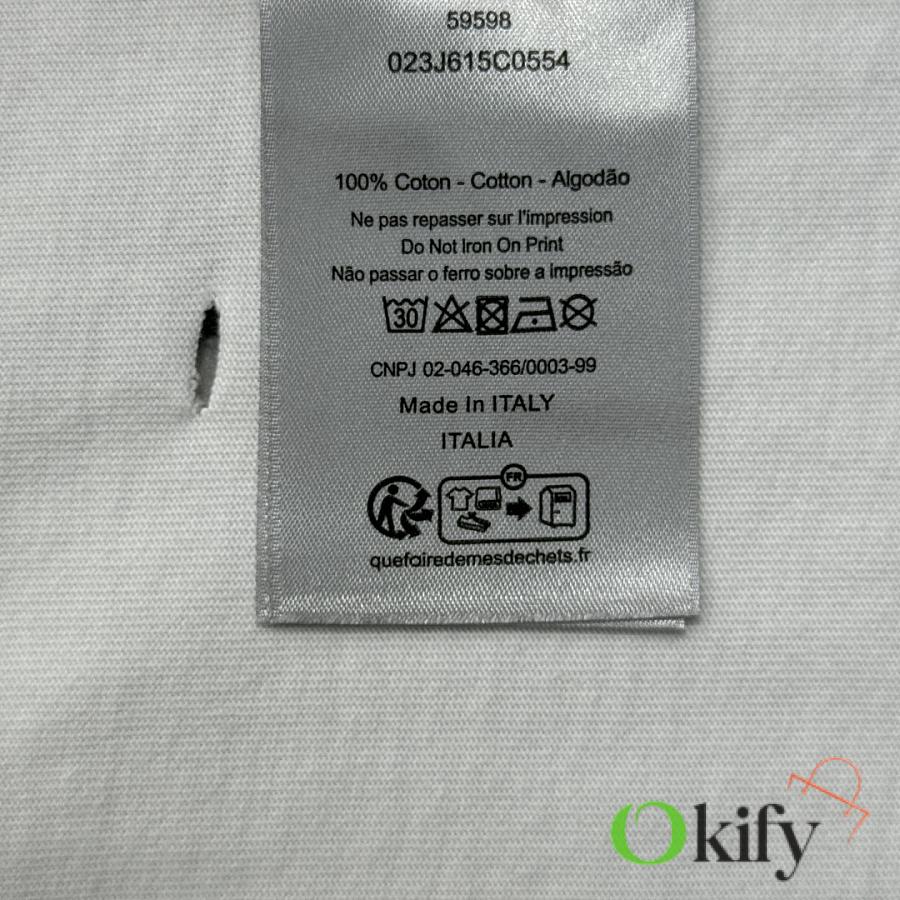 59598
023J615C0554
100% Coton - Cotton - Algodão
Ne pas repasser sur l'impression
Do Not Iron On Print
Não passar o ferro sobre a impressão
30
CNPJ 02-046-366/0003-99
Made In ITALY
ITALIA
FR
quefairedemesdechets.fr
Okify